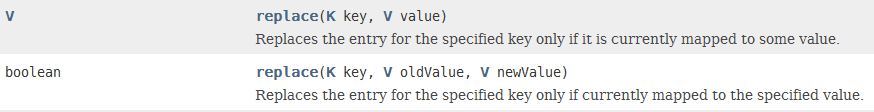 V replace(K key, V value)
Replaces the entry for the specified key only if it is currently mapped to some value.
boolean replace(K key, V oldValue, V newValue)
Replaces the entry for the specified key only if currently mapped to the specified value.